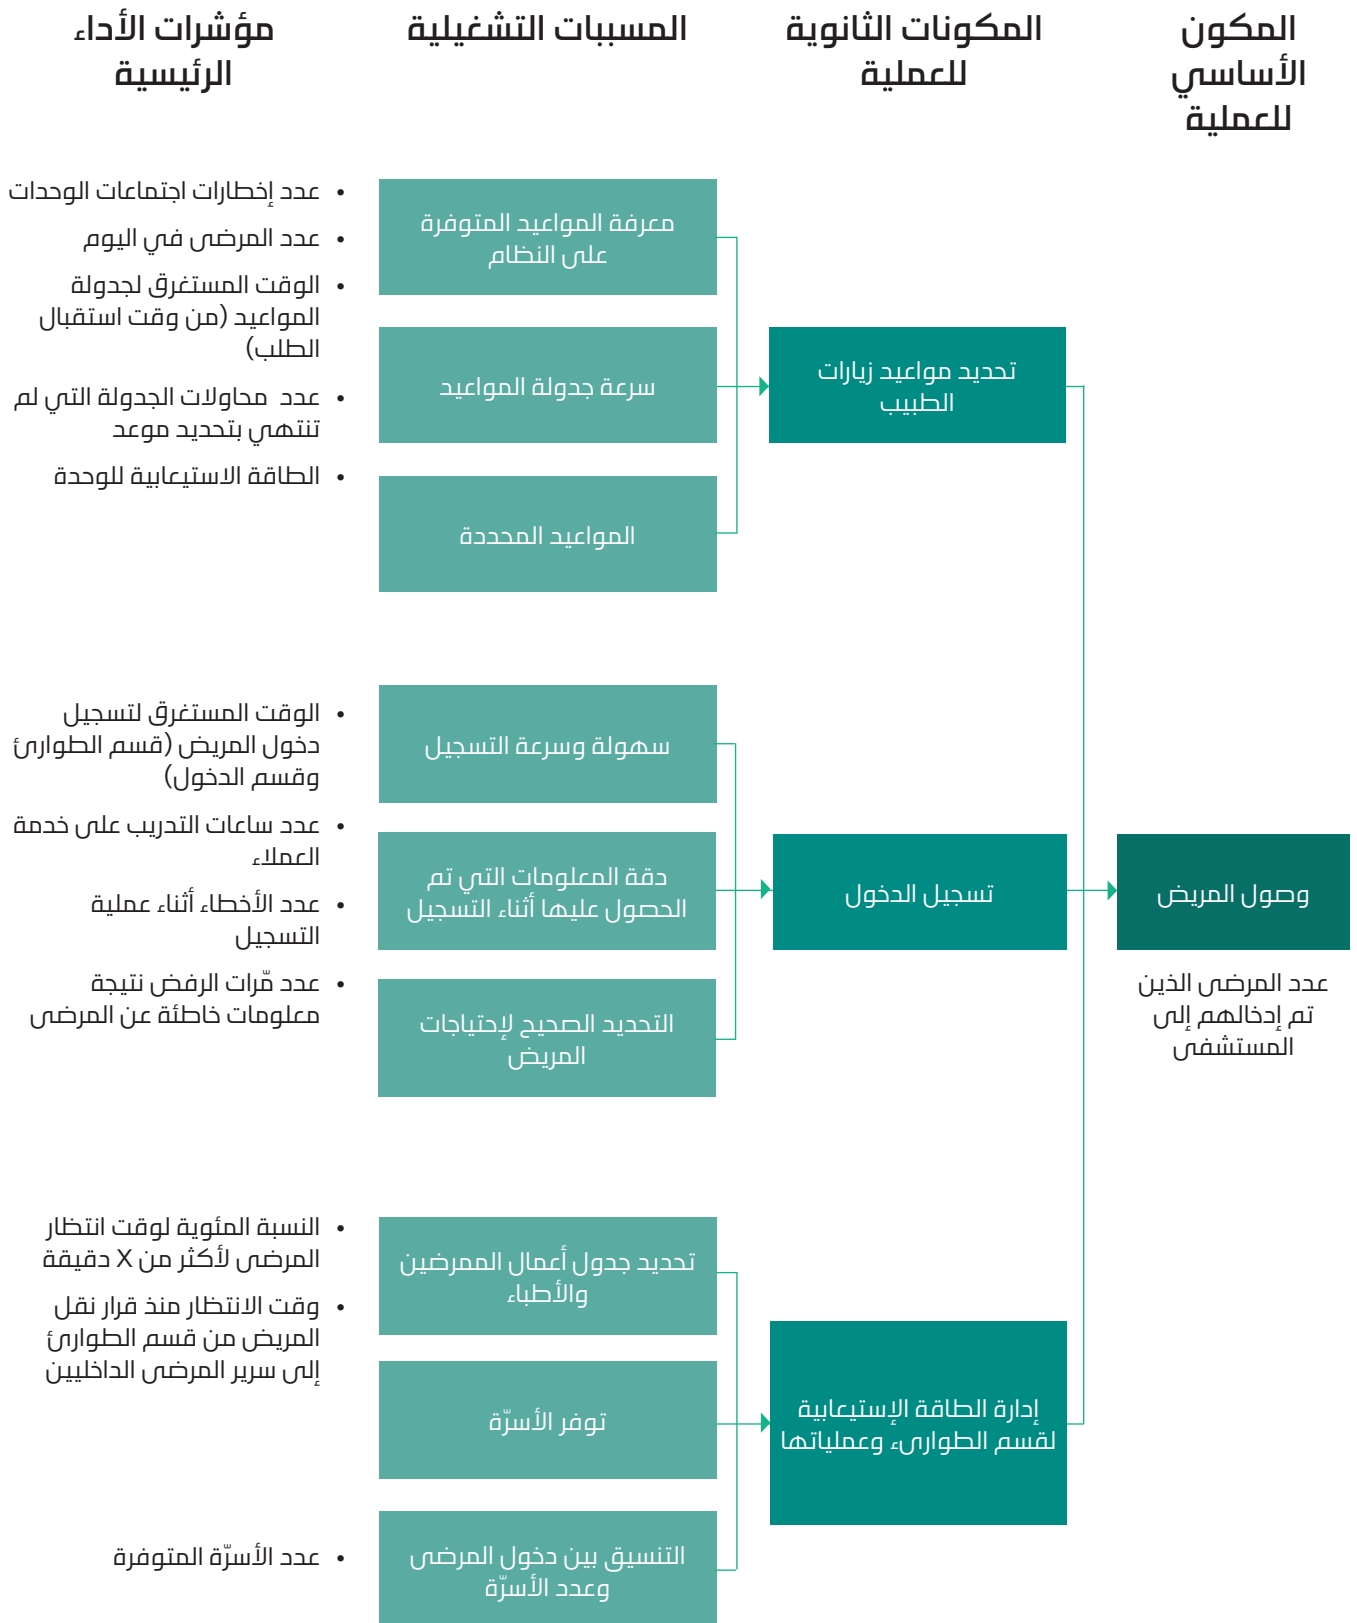 المكون
الأساسي
للعملية
المكونات الثانوية
للعملية
المسببات التشغيلية
مؤشرات الأداء
الرئيسية
معرفة المواعيد المتوفرة
على النظام
سرعة جدولة المواعيد
المواعيد المحددة
تحديد مواعيد زيارات
الطبيب
• عدد إخطارات اجتماعات الوحدات
• عدد المرضى في اليوم
• الوقت المستغرق لجدولة
المواعيد (من وقت استقبال
الطلب)
• عدد محاولات الجدولة التي لم
تنتهي بتحديد موعد
• الطاقة الاستيعابية للوحدة
وصول المريض
عدد المرضى الذين
تم إدخالهم إلى
المستشفى
تسجيل الدخول
سهولة وسرعة التسجيل
دقة المعلومات التي تم
الحصول عليها أثناء التسجيل
التحديد الصحيح لإحتياجات
المريض
• الوقت المستغرق لتسجيل
دخول المريض (قسم الطوارئ
وقسم الدخول)
• عدد ساعات التدريب على خدمة
العملاء
• عدد الأخطاء أثناء عملية
التسجيل
• عدد مّرات الرفض نتيجة
معلومات خاطئة عن المرضى
إدارة الطاقة الإستيعابية
لقسم الطوارىء وعملياتها
تحديد جدول أعمال الممرضين
والأطباء
توفر الأسرّة
التنسيق بين دخول المرضى
وعدد الأسرّة
• النسبة المئوية لوقت انتظار
المرضى لأكثر من X دقيقة
• وقت الانتظار منذ قرار نقل
المريض من قسم الطوارئ
إلى سرير المرضى الداخليين
• عدد الأسرّة المتوفرة